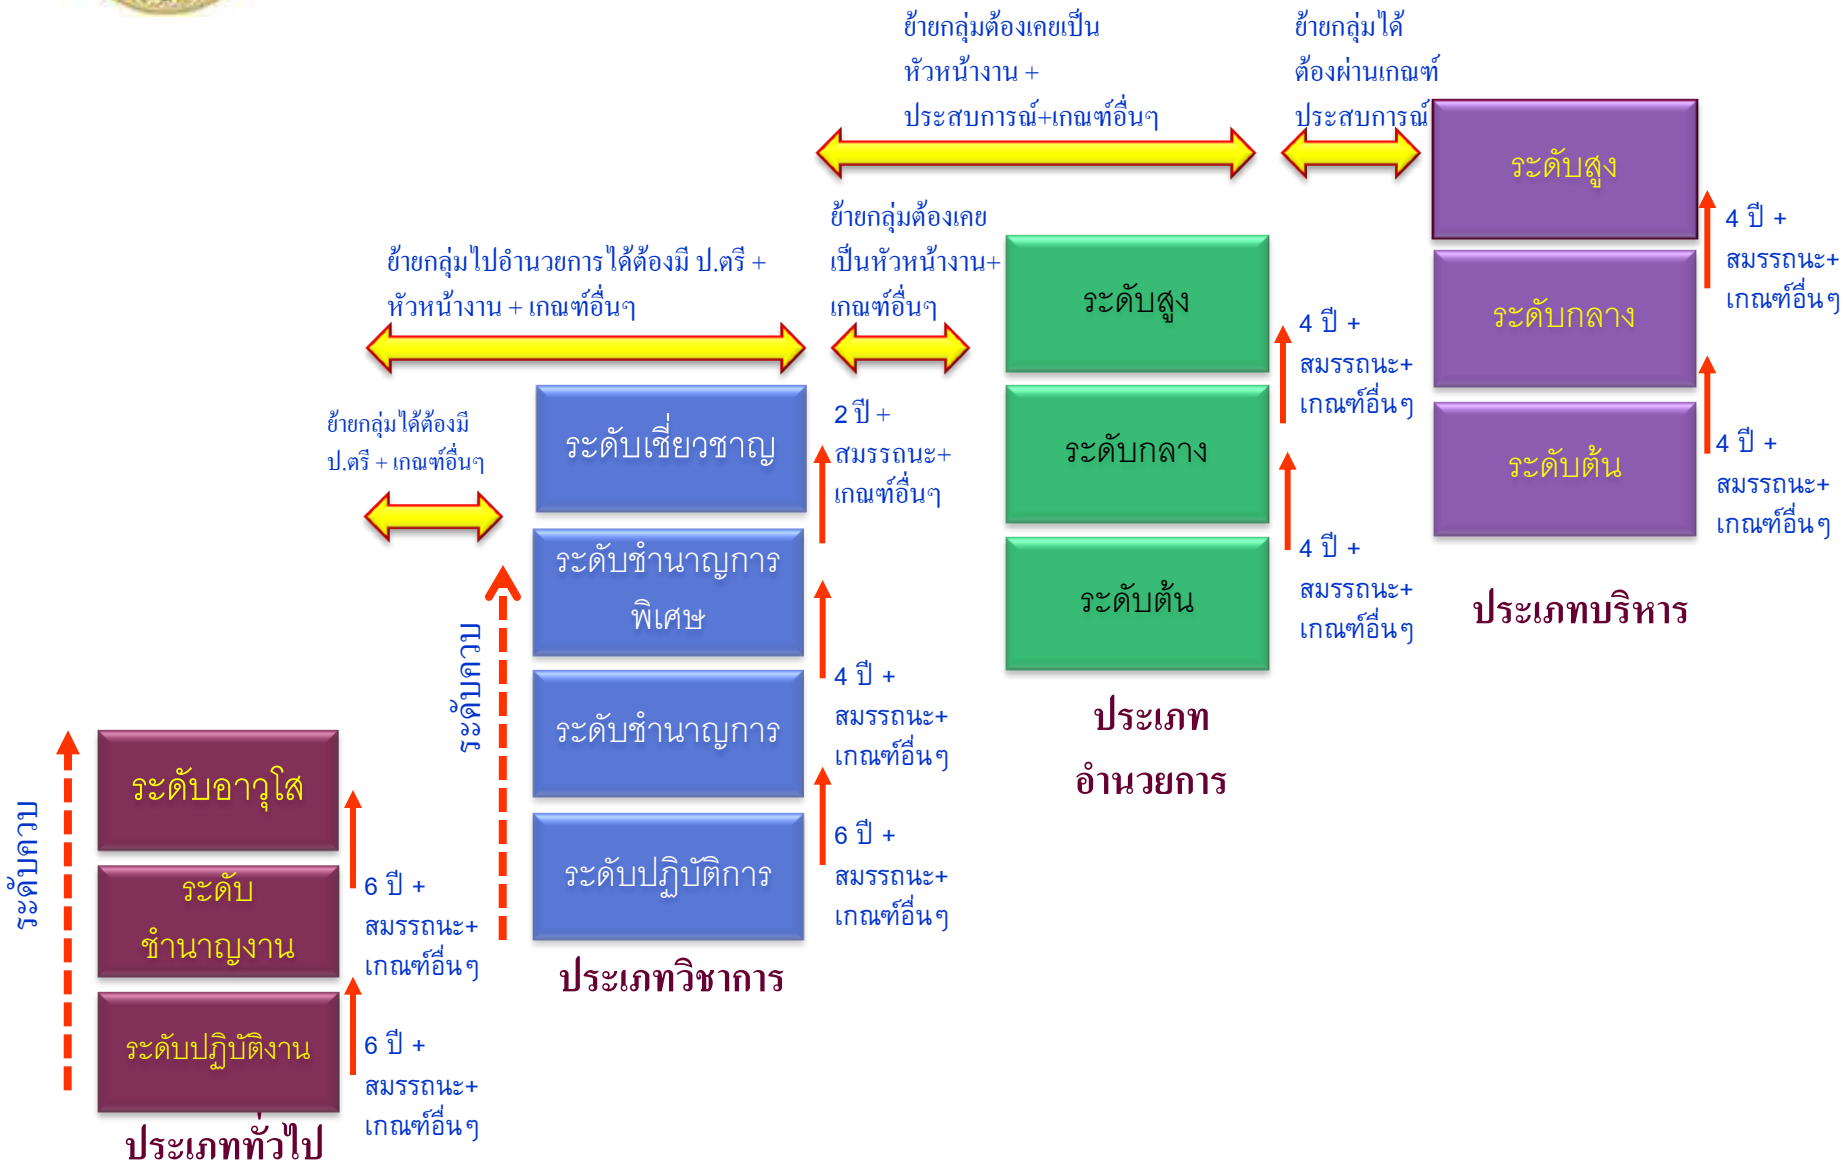 ย้ายกลุ่มต้องเคยเป็น
หัวหน้างาน +
ประสบการณ์+เกณฑ์อื่นๆ
ย้ายกลุ่มได้
ต้องผ่านเกณฑ์
ประสบการณ์
ระดับสูง
4 ปี +
สมรรถนะ+
เกณฑ์อื่นๆ
ระดับกลาง
4 ปี +
สมรรถนะ+
เกณฑ์อื่นๆ
ระดับต้น
ประเภทบริหาร
ย้ายกลุ่มต้องเคย
เป็นหัวหน้างาน+
เกณฑ์อื่นๆ
ระดับสูง
4 ปี +
สมรรถนะ+
เกณฑ์อื่นๆ
ระดับกลาง
4 ปี +
สมรรถนะ+
เกณฑ์อื่นๆ
ระดับต้น
ประเภท
อำนวยการ
ย้ายกลุ่มไปอำนวยการได้ต้องมี ป.ตรี +
หัวหน้างาน + เกณฑ์อื่นๆ
ย้ายกลุ่มได้ต้องมี
ป.ตรี + เกณฑ์อื่นๆ
ระดับเชี่ยวชาญ
2 ปี +
สมรรถนะ+
เกณฑ์อื่นๆ
ระดับชำนาญการ
พิเศษ
4 ปี +
สมรรถนะ+
เกณฑ์อื่นๆ
ระดับชำนาญการ
6 ปี +
สมรรถนะ+
เกณฑ์อื่นๆ
ระดับปฏิบัติการ
ระดับควบ
ประเภทวิชาการ
ระดับควบ
ระดับอาวุโส
6 ปี +
สมรรถนะ+
เกณฑ์อื่นๆ
ระดับ
ชำนาญงาน
6 ปี +
สมรรถนะ+
เกณฑ์อื่นๆ
ระดับปฏิบัติงาน
ประเภททั่วไป